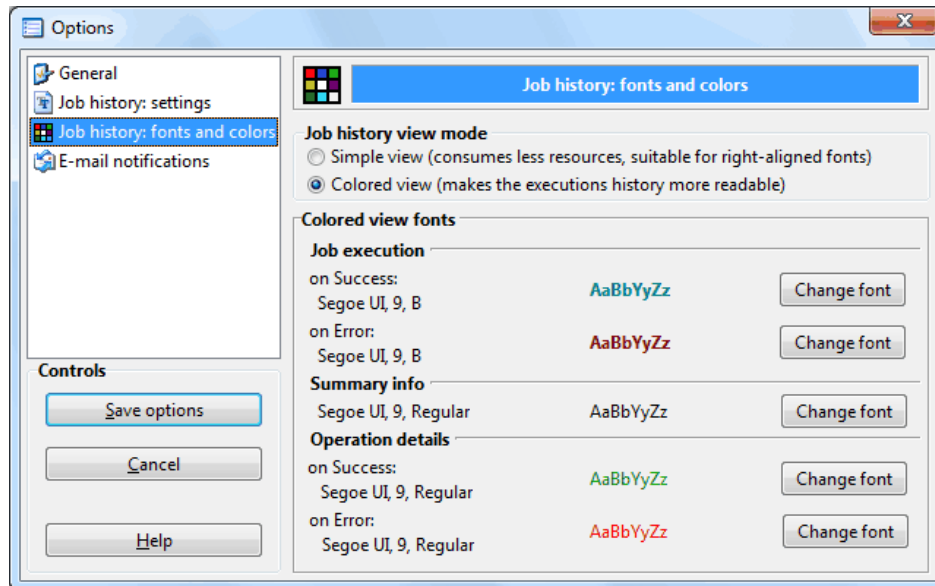 Options
General
Job history: settings
Job history: fonts and colors
E-mail notifications
Controls
Save options
Cancel
Help
Job history: fonts and colors
Job history view mode
Simple view (consumes less resources, suitable for right-aligned fonts)
Colored view (makes the executions history more readable)
Colored view fonts
Job execution
on Success:
Segoe UI, 9, B AaBbYyZz Change font
on Error:
Segoe UI, 9, B AaBbYyZz Change font
Summary info
Segoe UI, 9, Regular AaBbYyZz Change font
Operation details
on Success:
Segoe UI, 9, Regular AaBbYyZz Change font
on Error:
Segoe UI, 9, Regular AaBbYyZz Change font